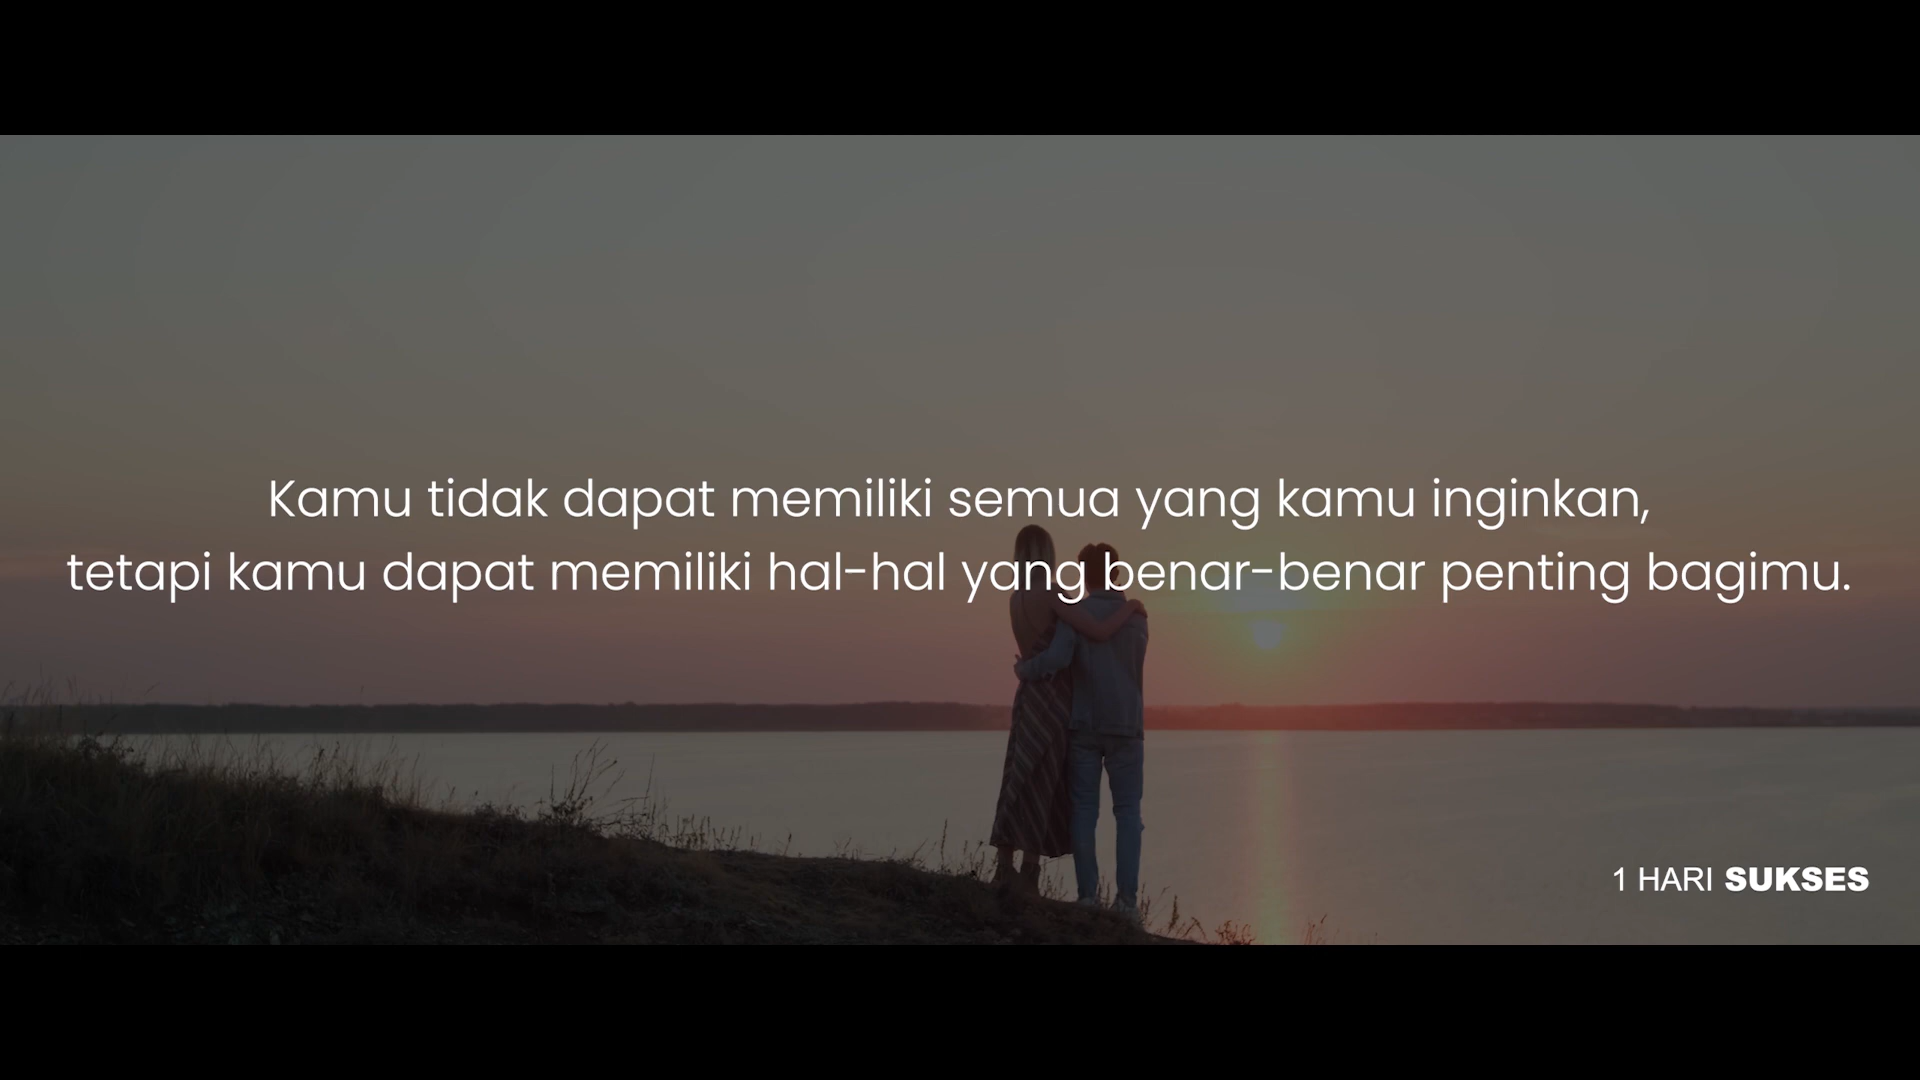 Kamu tidak dapat memiliki semua yang kamu inginkan,
tetapi kamu dapat memiliki hal-hal yang benar-benar penting bagimu.
1 HARI SUKSES